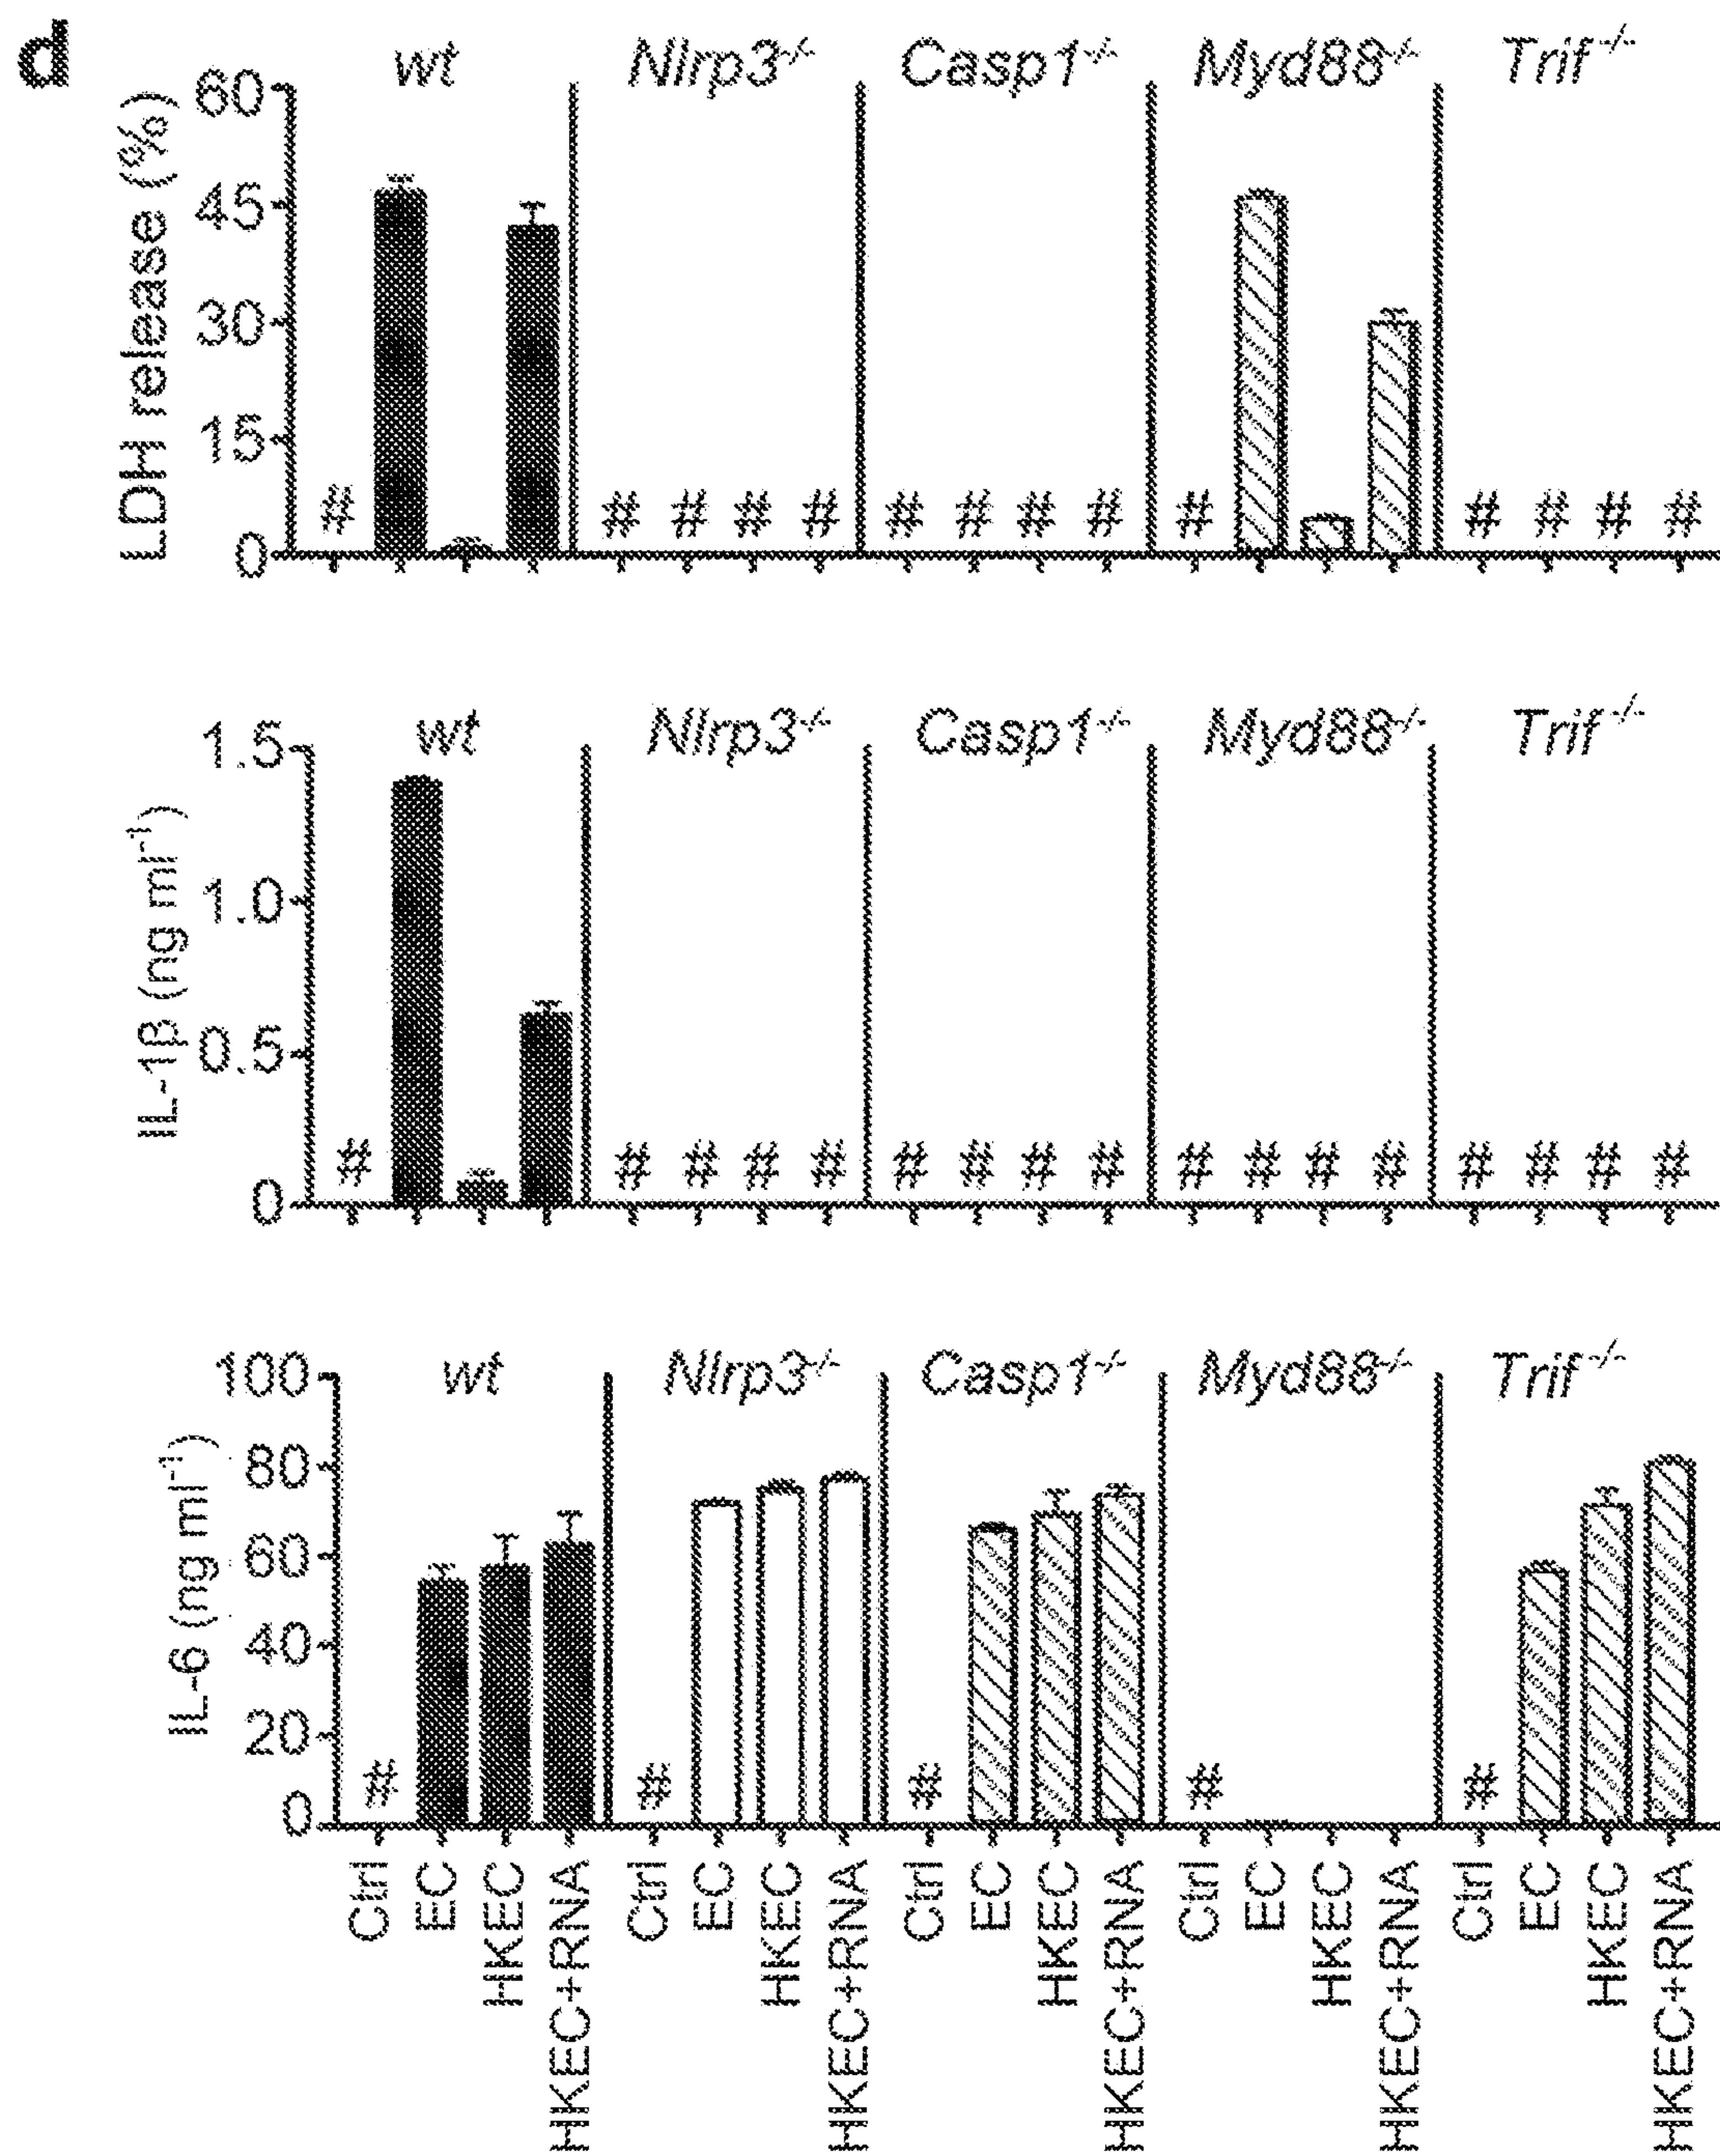 d
wt Nlrp3-/- Casp1-/- Myd88-/- Trif-/-
LDH release (%)
60
45
30
15
0
# # # # # # # # # # # # # #
wt Nlrp3-/- Casp1-/- Myd88-/- Trif-/-
IL-1β (ng ml-1)
1.5
1.0
0.5
0
# # # # # # # # # # # # # # # # #
wt Nlrp3-/- Casp1-/- Myd88-/- Trif-/-
IL-6 (ng ml-1)
100
80
60
40
20
0
# # # # #
Ctrl EC HKEC HKEC+RNA Ctrl EC HKEC HKEC+RNA Ctrl EC HKEC HKEC+RNA Ctrl EC HKEC HKEC+RNA Ctrl EC HKEC HKEC+RNA